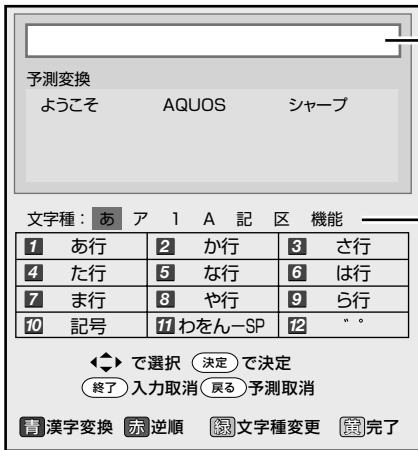 予測変換
ようこそ AQUOS シャープ
文字種： あ ア 1 A 記 区 機能
1 あ行 2 か行 3 さ行
4 た行 5 な行 6 は行
7 ま行 8 や行 9 ら行
10 記号 11 わをんーSP 12 ゛゜
で選択 決定 で決定
終了 入力取消 戻る 予測取消
青 漢字変換 赤 逆順 緑 文字種変更 黄 完了